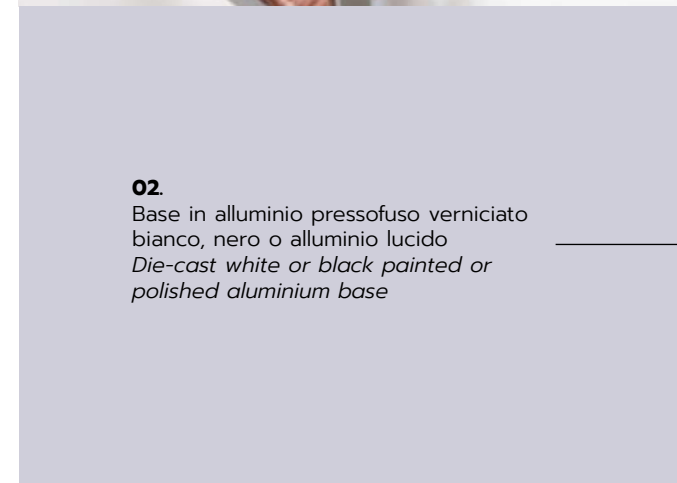 02.
Base in alluminio pressofuso verniciato
bianco, nero o alluminio lucido
Die-cast white or black painted or
polished aluminium base